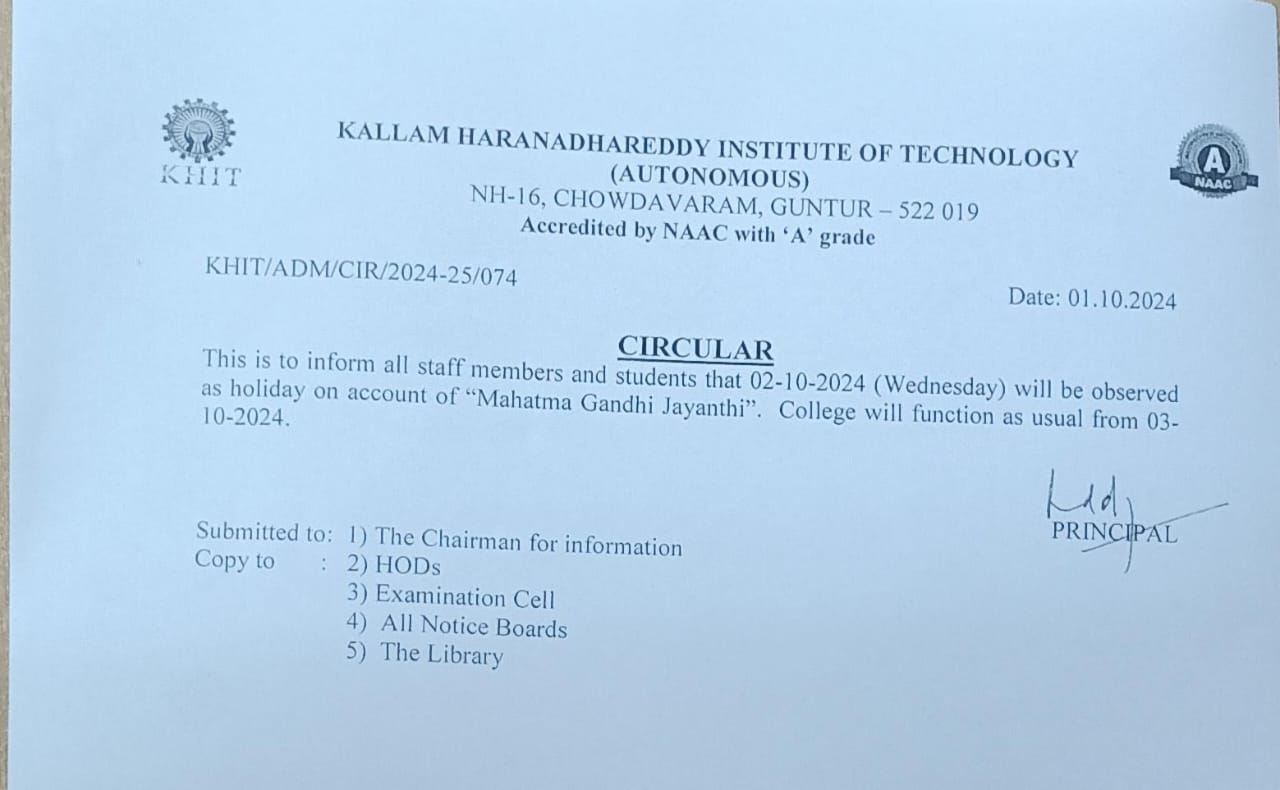 KHIT
KALLAM HARANADHAREDDY INSTITUTE OF TECHNOLOGY
(AUTONOMOUS)
NH-16, CHOWDAVARAM, GUNTUR – 522 019
Accredited by NAAC with ‘A’ grade
A
NAAC
KHIT/ADM/CIR/2024-25/074
Date: 01.10.2024
CIRCULAR
This is to inform all staff members and students that 02-10-2024 (Wednesday) will be observed
as holiday on account of “Mahatma Gandhi Jayanthi”. College will function as usual from 03-
10-2024.
PRINCIPAL
Submitted to: 1) The Chairman for information
Copy to : 2) HODs
3) Examination Cell
4) All Notice Boards
5) The Library